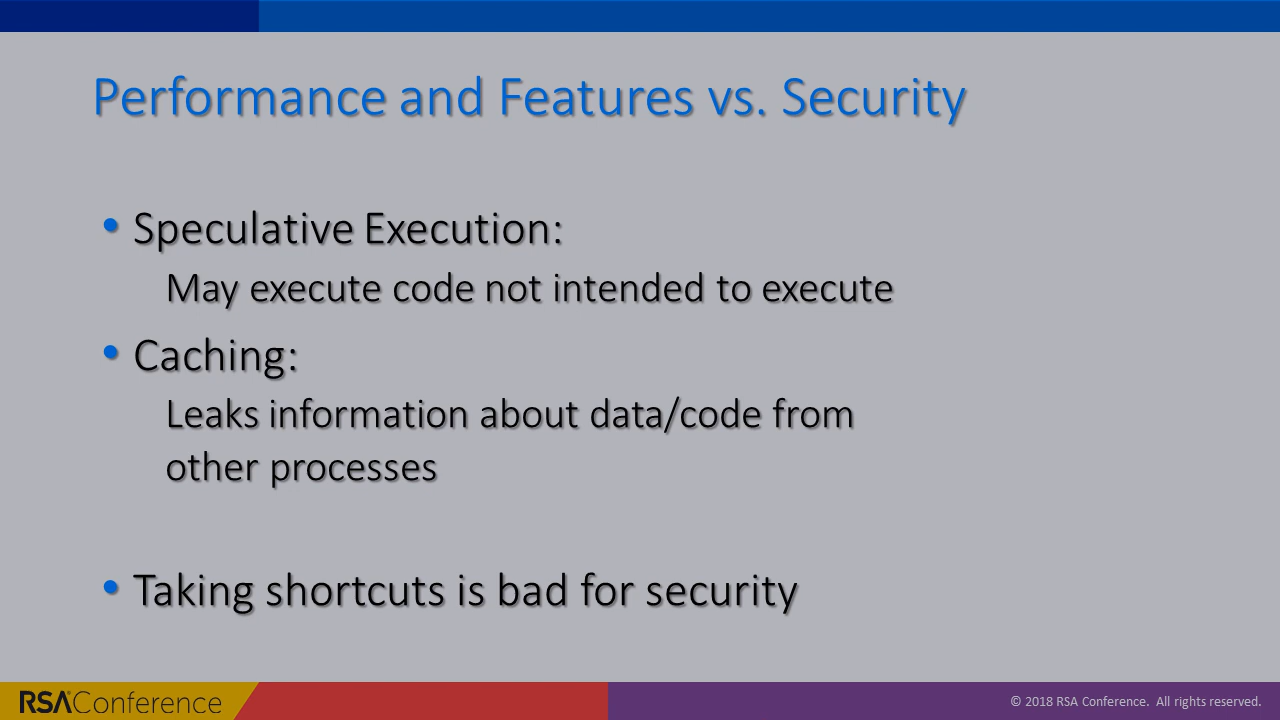 Performance and Features vs. Security
• Speculative Execution:
May execute code not intended to execute
• Caching:
Leaks information about data/code from
other processes
• Taking shortcuts is bad for security
RSAConference
© 2018 RSA Conference. All rights reserved.